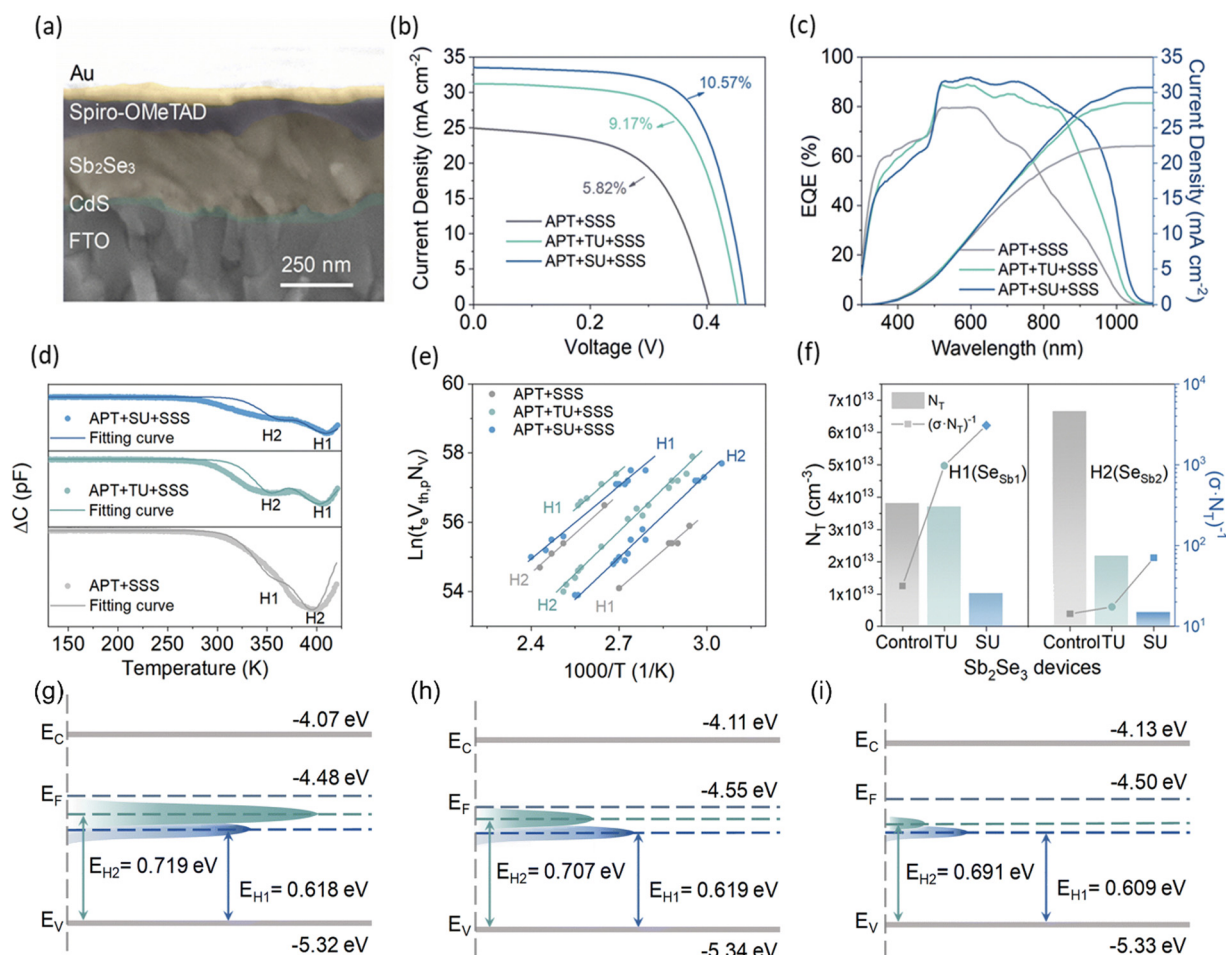 (a)
Au
Spiro-OMeTAD
Sb₂Se₃
CdS
FTO
250 nm
(b)
Current Density (mA cm⁻²)
35
30
25
20
15
10
5
0
10.57%
9.17%
5.82%
APT+SSS
APT+TU+SSS
APT+SU+SSS
0.0 0.2 0.4
Voltage (V)
(c)
EQE (%)
100
80
60
40
20
0
APT+SSS
APT+TU+SSS
APT+SU+SSS
400 600 800 1000
Wavelength (nm)
35
30
25
20
15
10
5
0
Current Density (mA cm⁻²)
(d)
ΔC (pF)
APT+SU+SSS
Fitting curve
H2
H1
APT+TU+SSS
Fitting curve
H2
H1
APT+SSS
Fitting curve
H1
H2
150 200 250 300 350 400
Temperature (K)
(e)
Ln(tₑVth,pNᵥ)
60
58
56
54
APT+SSS
APT+TU+SSS
APT+SU+SSS
H1
H2
H1
H2
H2
H1
2.4 2.7 3.0
1000/T (1/K)
(f)
N_T (cm⁻³)
7x10¹³
6x10¹³
5x10¹³
4x10¹³
3x10¹³
2x10¹³
1x10¹³
0
N_T
(σ·N_T)⁻¹
H1(Se_Sb1)
H2(Se_Sb2)
Control TU SU
Control TU SU
Sb₂Se₃ devices
10⁴
10³
10²
10¹
(σ·N_T)⁻¹
(g)
-4.07 eV
E_C
-4.48 eV
E_F
E_H2= 0.719 eV
E_H1= 0.618 eV
E_V
-5.32 eV
(h)
-4.11 eV
E_C
-4.55 eV
E_F
E_H2= 0.707 eV
E_H1= 0.619 eV
E_V
-5.34 eV
(i)
-4.13 eV
E_C
-4.50 eV
E_F
E_H2= 0.691 eV
E_H1= 0.609 eV
E_V
-5.33 eV